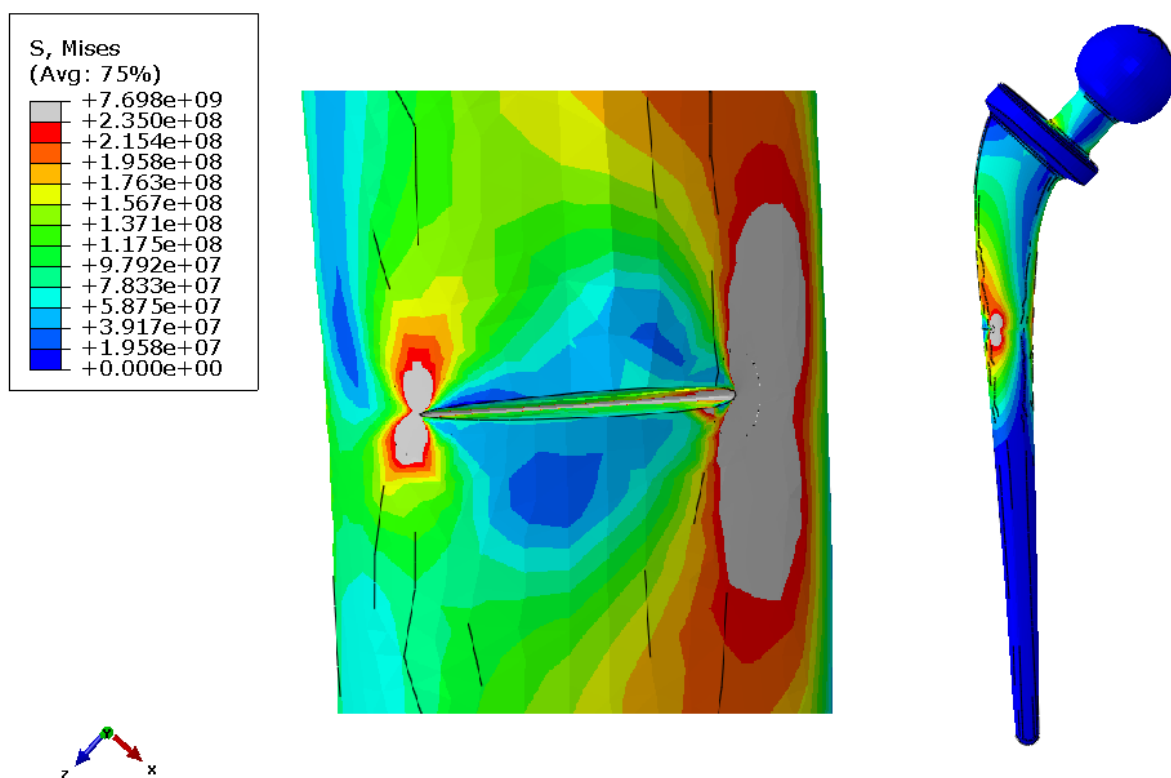 S, Mises
(Avg: 75%)
+7.698e+09
+2.350e+08
+2.154e+08
+1.958e+08
+1.763e+08
+1.567e+08
+1.371e+08
+1.175e+08
+9.792e+07
+7.833e+07
+5.875e+07
+3.917e+07
+1.958e+07
+0.000e+00
Y
Z
X